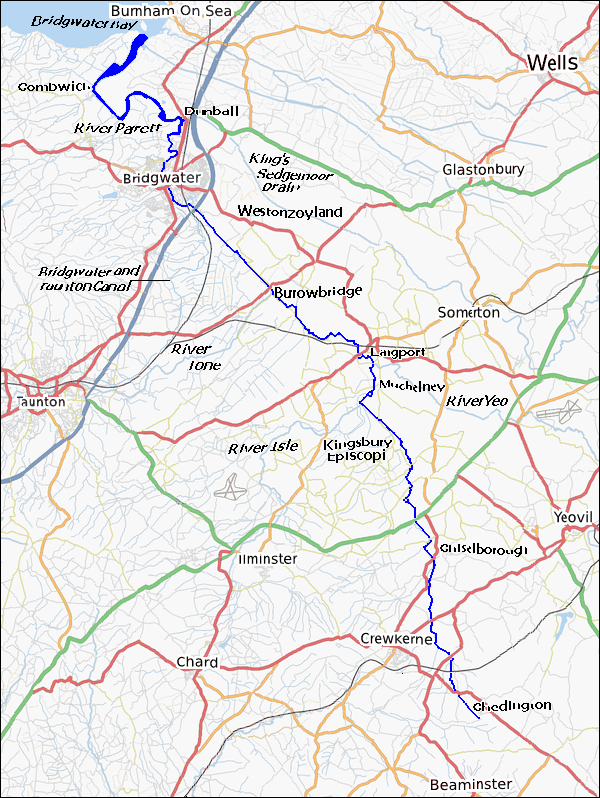 Burnham On Sea
Bridgwater Bay
Wells
Combwich
Dunball
River Parrett
King's
Sedgemoor
Drain
Glastonbury
Bridgwater
Westonzoyland
Bridgwater and
Taunton Canal
Burrowbridge
Somerton
River
Tone
Langport
Muchelney
Taunton
River Yeo
River Isle
Kingsbury
Episcopi
Yeovil
Chiselborough
Ilminster
Crewkerne
Chard
Chedington
Beaminster